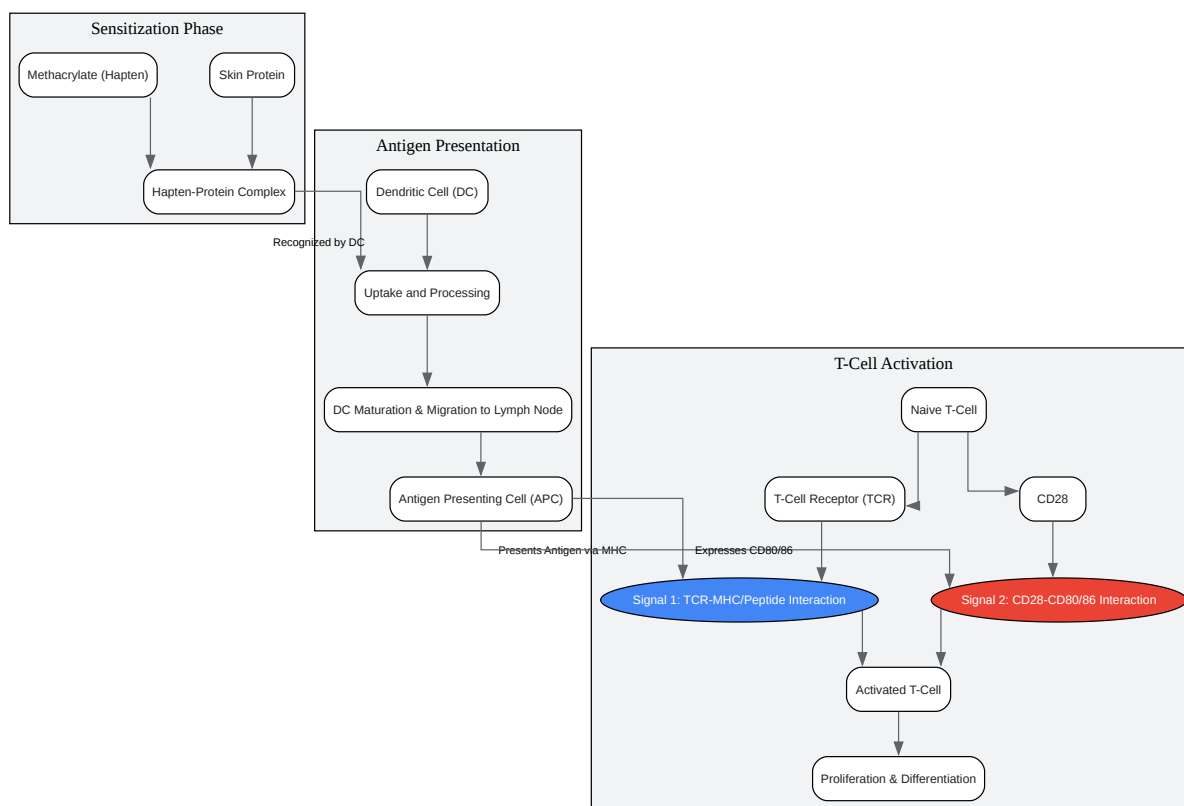 Sensitization Phase
Methacrylate (Hapten)
Skin Protein
Hapten-Protein Complex
Antigen Presentation
Dendritic Cell (DC)
Recognized by DC
Uptake and Processing
DC Maturation & Migration to Lymph Node
Antigen Presenting Cell (APC)
T-Cell Activation
Naive T-Cell
T-Cell Receptor (TCR)
CD28
Presents Antigen via MHC
Expresses CD80/86
Signal 1: TCR-MHC/Peptide Interaction
Signal 2: CD28-CD80/86 Interaction
Activated T-Cell
Proliferation & Differentiation